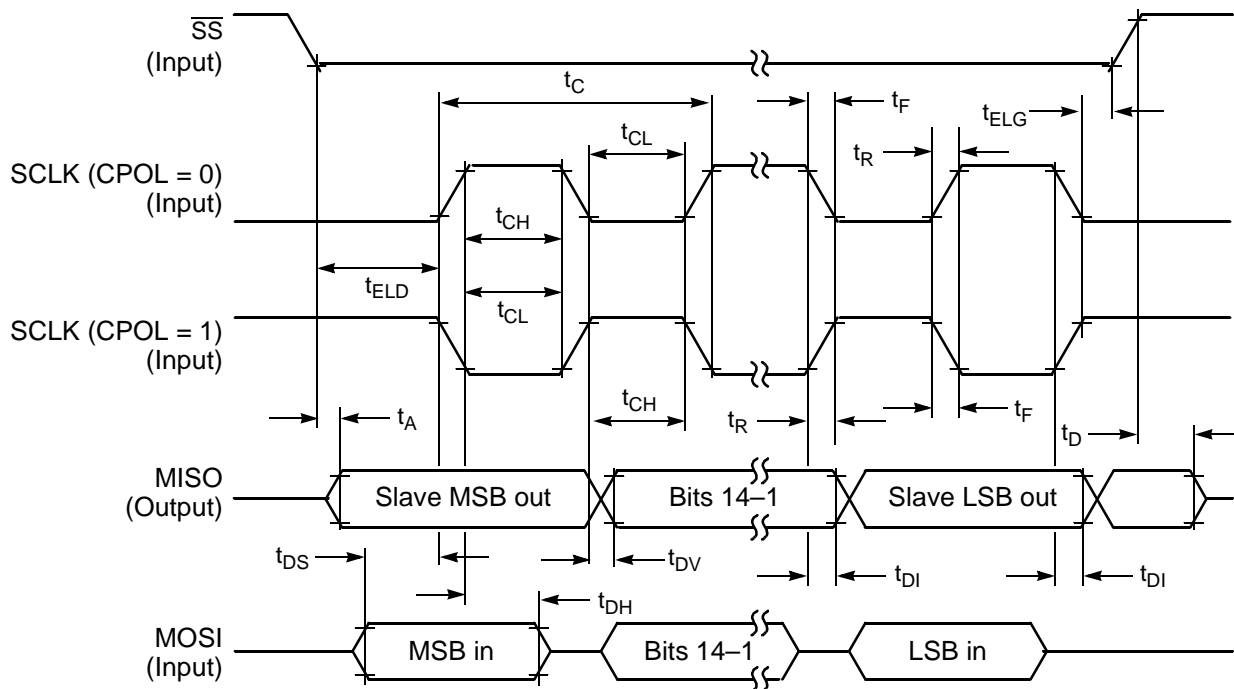 SS
(Input)
tC
tF
tELG
tCL
tR
SCLK (CPOL = 0)
(Input)
tCH
tELD
tCL
SCLK (CPOL = 1)
(Input)
tA
tCH
tR
tF
tD
MISO
(Output)
Slave MSB out
Bits 14–1
Slave LSB out
tDS
tDV
tDI
tDI
tDH
MOSI
(Input)
MSB in
Bits 14–1
LSB in